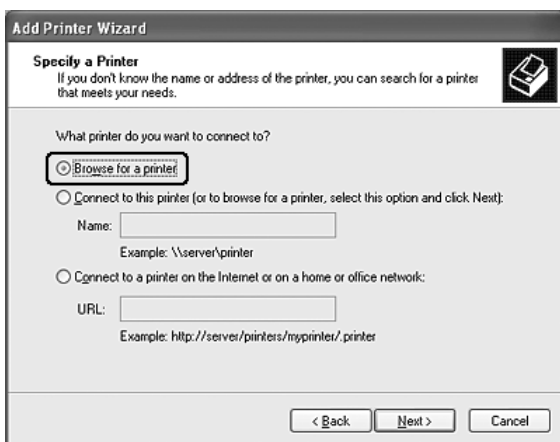 Add Printer Wizard
Specify a Printer
If you don't know the name or address of the printer, you can search for a printer
that meets your needs.
What printer do you want to connect to?
Browse for a printer
Connect to this printer (or to browse for a printer, select this option and click Next):
Name:
Example: \\server\printer
Connect to a printer on the Internet or on a home or office network:
URL:
Example: http://server/printers/myprinter/.printer
< Back
Next >
Cancel